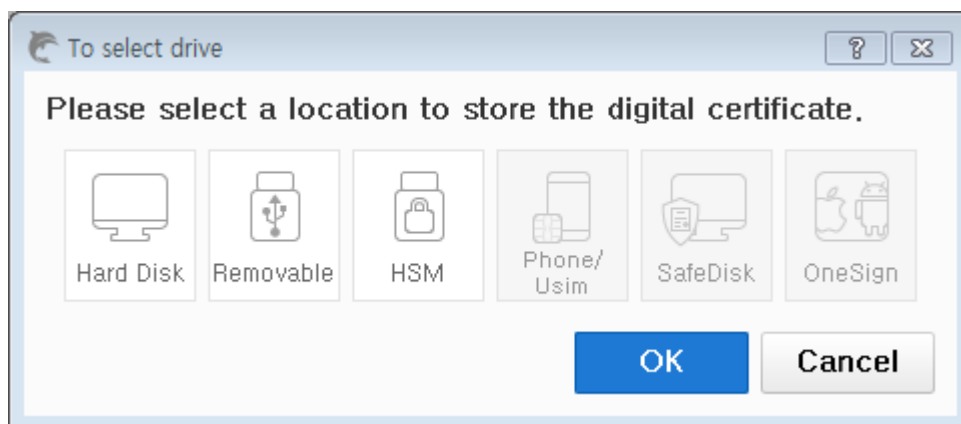 To select drive
Please select a location to store the digital certificate.
Hard Disk
Removable
HSM
Phone/
Usim
SafeDisk
OneSign
OK
Cancel